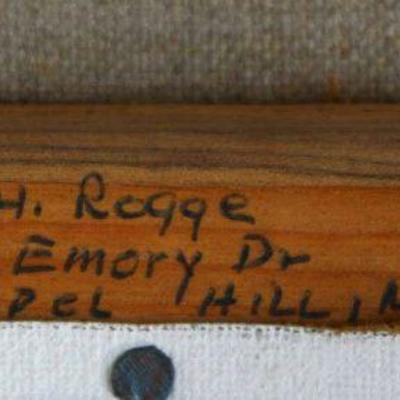 H. Rogge
Emory Dr
pel HILL, N